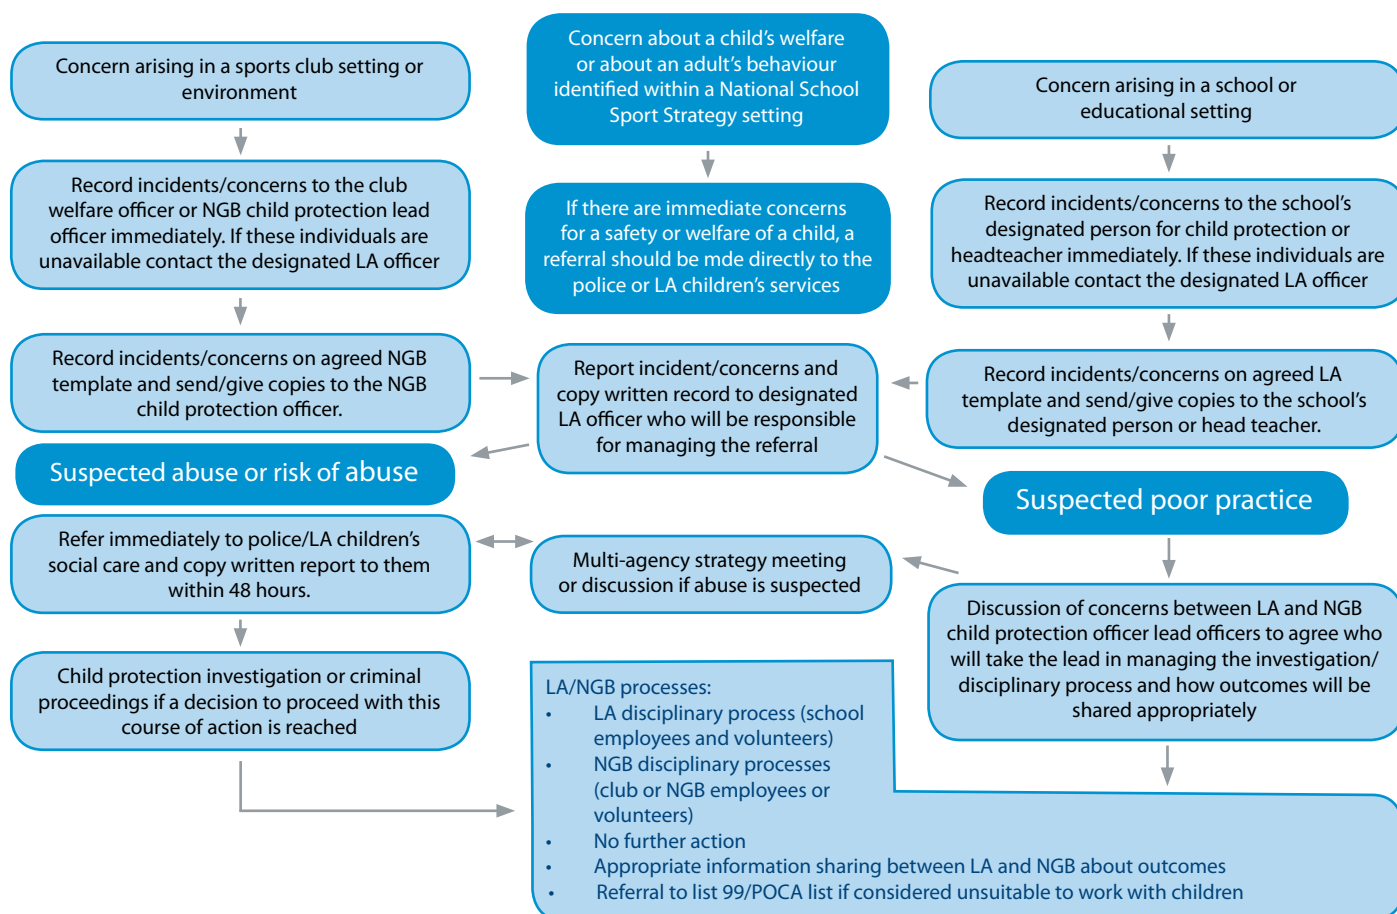 Concern arising in a sports club setting or
environment
Concern about a child’s welfare
or about an adult’s behaviour
identified within a National School
Sport Strategy setting
Concern arising in a school or
educational setting
Record incidents/concerns to the club
welfare officer or NGB child protection lead
officer immediately. If these individuals are
unavailable contact the designated LA officer
If there are immediate concerns
for a safety or welfare of a child, a
referral should be mde directly to the
police or LA children’s services
Record incidents/concerns to the school’s
designated person for child protection or
headteacher immediately. If these individuals are
unavailable contact the designated LA officer
Record incidents/concerns on agreed NGB
template and send/give copies to the NGB
child protection officer.
Report incident/concerns and
copy written record to designated
LA officer who will be responsible
for managing the referral
Record incidents/concerns on agreed LA
template and send/give copies to the school’s
designated person or head teacher.
Suspected abuse or risk of abuse
Suspected poor practice
Refer immediately to police/LA children’s
social care and copy written report to them
within 48 hours.
Multi-agency strategy meeting
or discussion if abuse is suspected
Discussion of concerns between LA and NGB
child protection officer lead officers to agree who
will take the lead in managing the investigation/
disciplinary process and how outcomes will be
shared appropriately
Child protection investigation or criminal
proceedings if a decision to proceed with this
course of action is reached
LA/NGB processes:
• LA disciplinary process (school
employees and volunteers)
• NGB disciplinary processes
(club or NGB employees or
volunteers)
• No further action
• Appropriate information sharing between LA and NGB about outcomes
• Referral to list 99/POCA list if considered unsuitable to work with children